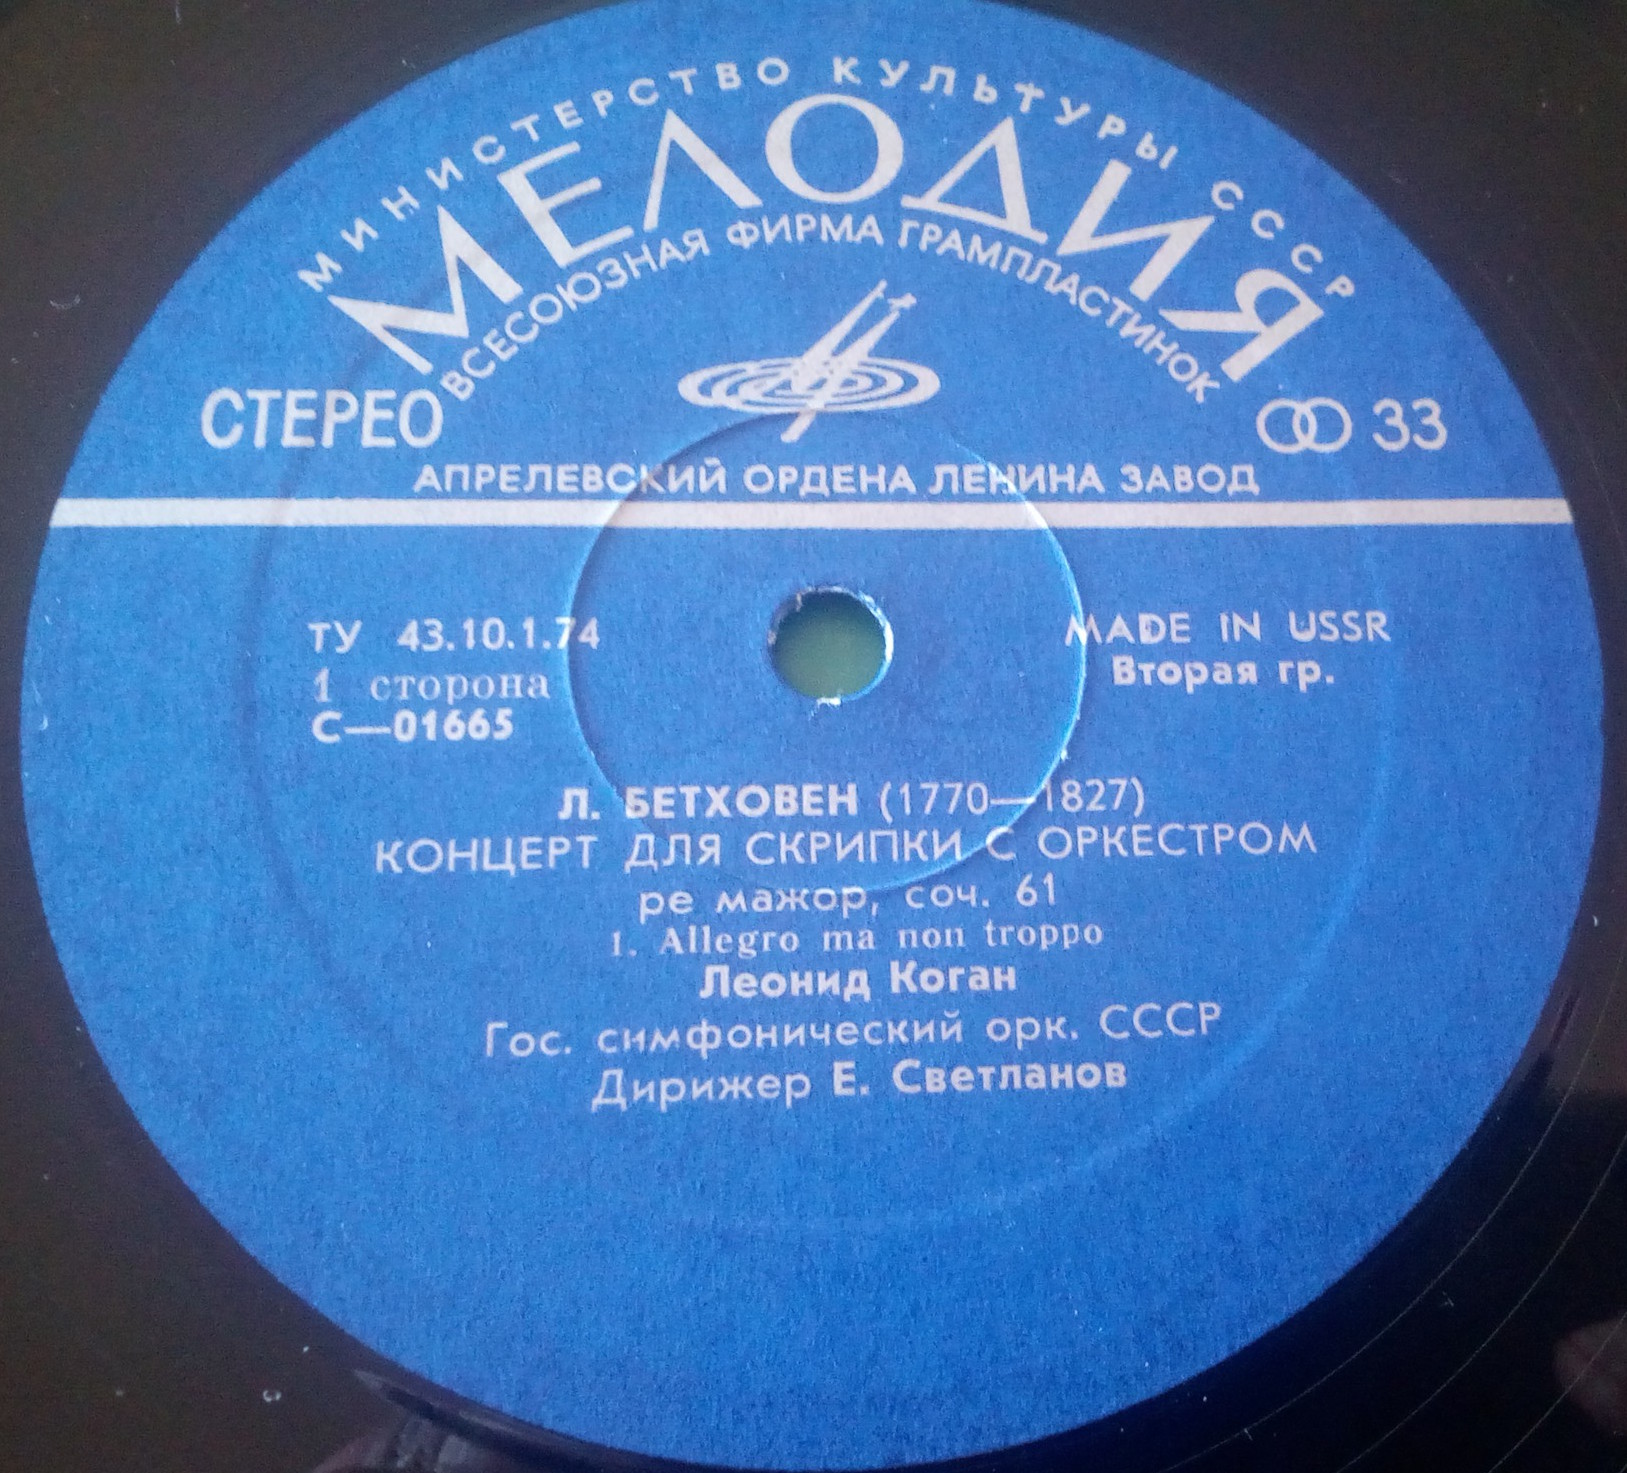 МИНИСТЕРСТВО КУЛЬТУРЫ СССР
МЕЛОДИЯ
ВСЕСОЮЗНАЯ ФИРМА ГРАМПЛАСТИНОК
СТЕРЕО
33
АПРЕЛЕВСКИЙ ОРДЕНА ЛЕНИНА ЗАВОД
ТУ 43.10.1.74
MADE IN USSR
1 сторона
Вторая гр.
С—01665
Л. БЕТХОВЕН (1770—1827)
КОНЦЕРТ ДЛЯ СКРИПКИ С ОРКЕСТРОМ
ре мажор, соч. 61
1. Allegro ma non troppo
Леонид Коган
Гос. симфонический орк. СССР
Дирижер Е. Светланов